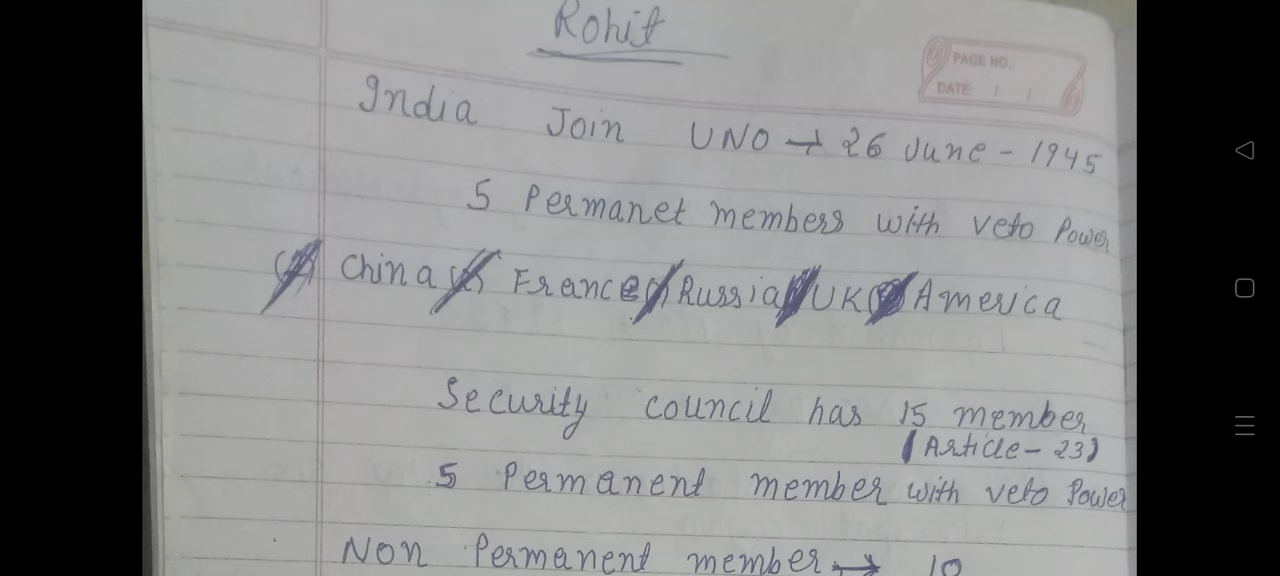 Rohit
PAGE NO.:
DATE: / /
India Join UNO → 26 June - 1945
5 Permanet members with veto Power
China France Russia UK America
Security council has 15 member
(Article - 23)
5 Permanent member with veto Power
Non Permanent member → 10